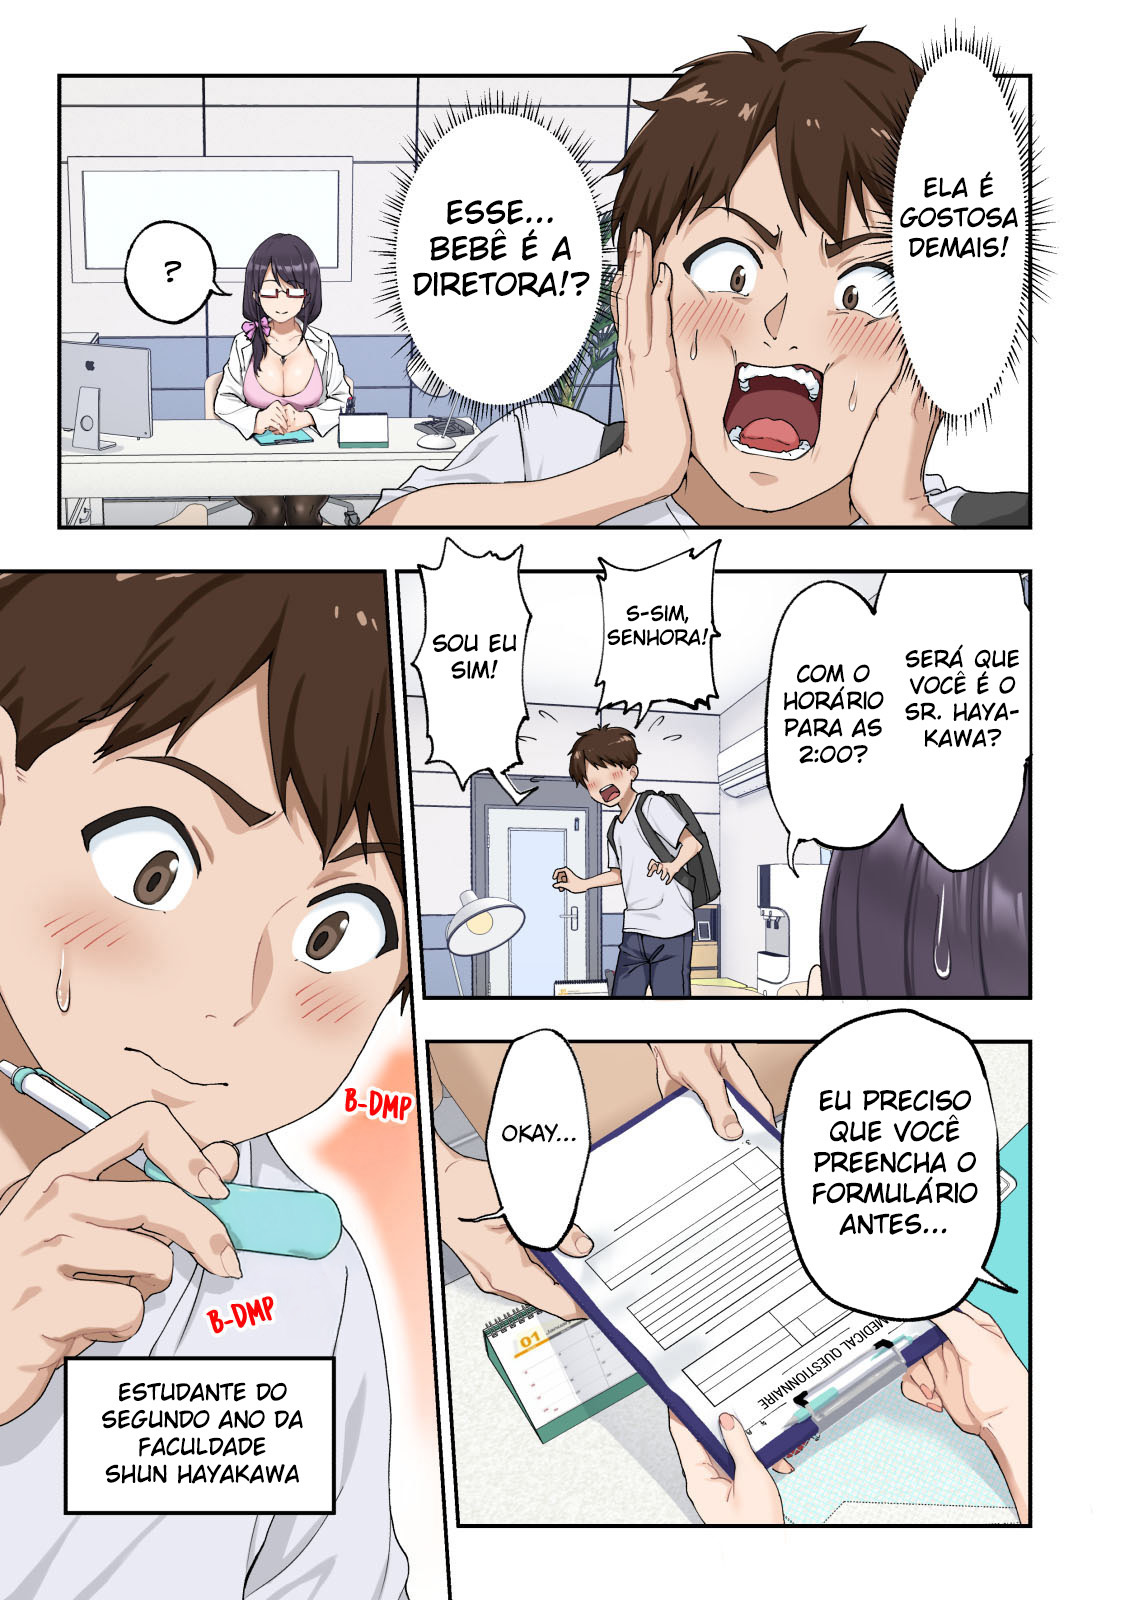 ELA É
GOSTOSA
DEMAIS!
ESSE...
BEBÊ É A
DIRETORA!?
?
SERÁ QUE
VOCÊ É O
SR. HAYA-
KAWA?
COM O
HORÁRIO
PARA AS
2:00?
S-SIM,
SENHORA!
SOU EU
SIM!
EU PRECISO
QUE VOCÊ
PREENCHA O
FORMULÁRIO
ANTES...
OKAY...
MEDICAL QUESTIONNAIRE
01 January
B-DMP
B-DMP
ESTUDANTE DO
SEGUNDO ANO DA
FACULDADE
SHUN HAYAKAWA